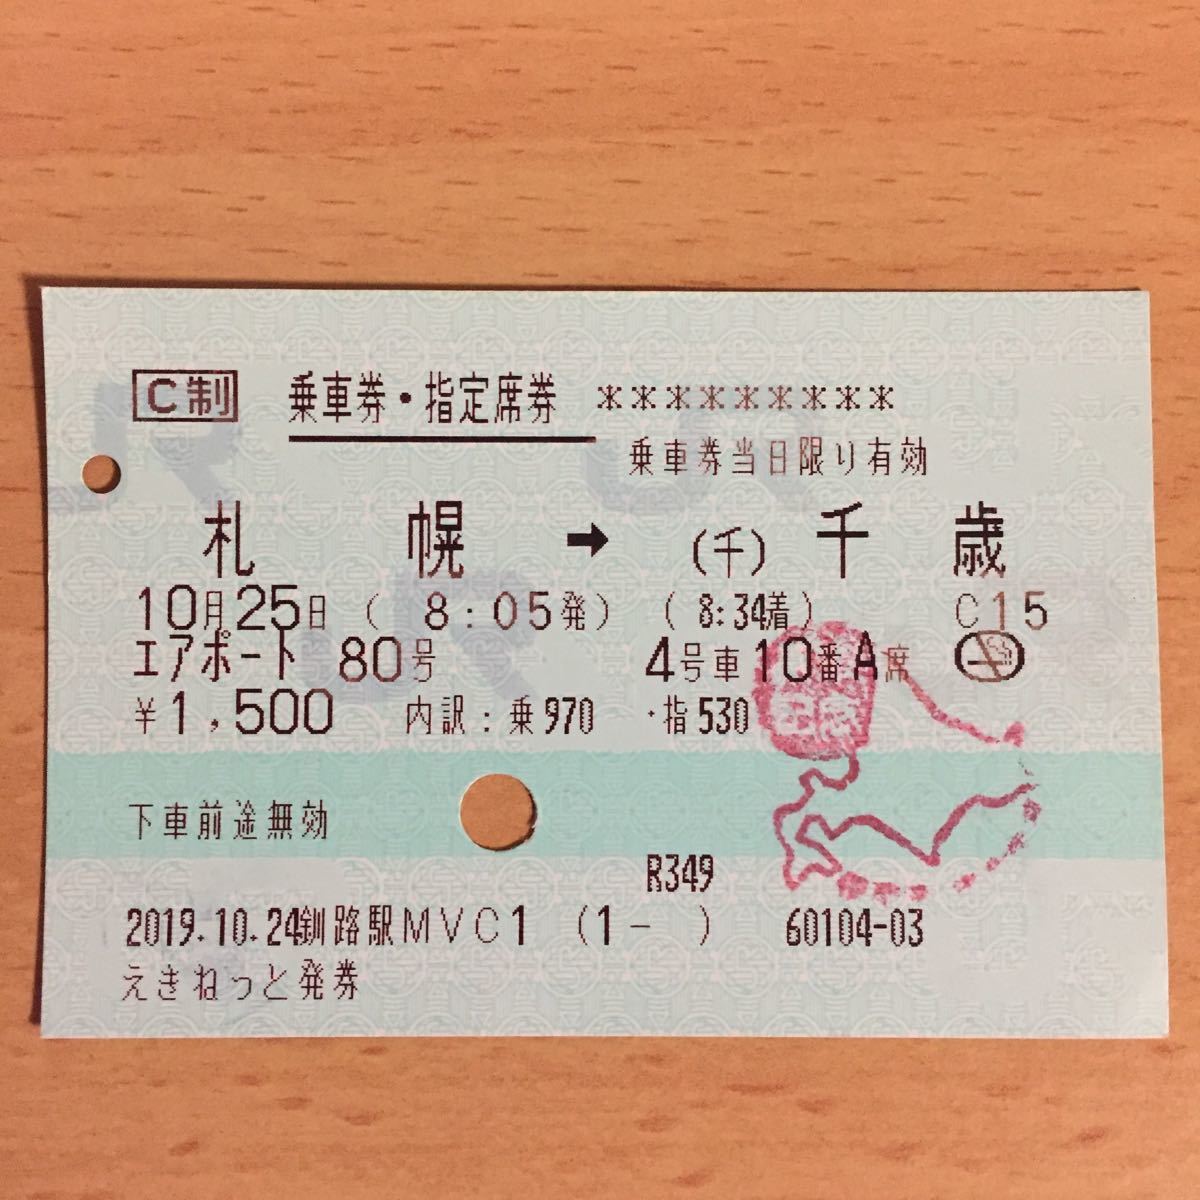 C制 乗車券・指定席券 *********
乗車券当日限り有効
札 幌 → (千) 千 歳
10月25日 ( 8:05発) (8:34着) C15
エアポート 80号 4号車10番A席
¥1,500 内訳:乗970 ・指530
下車前途無効
R349
2019.10.24釧路駅MVC1 (1- ) 60104-03
えきねっと発券